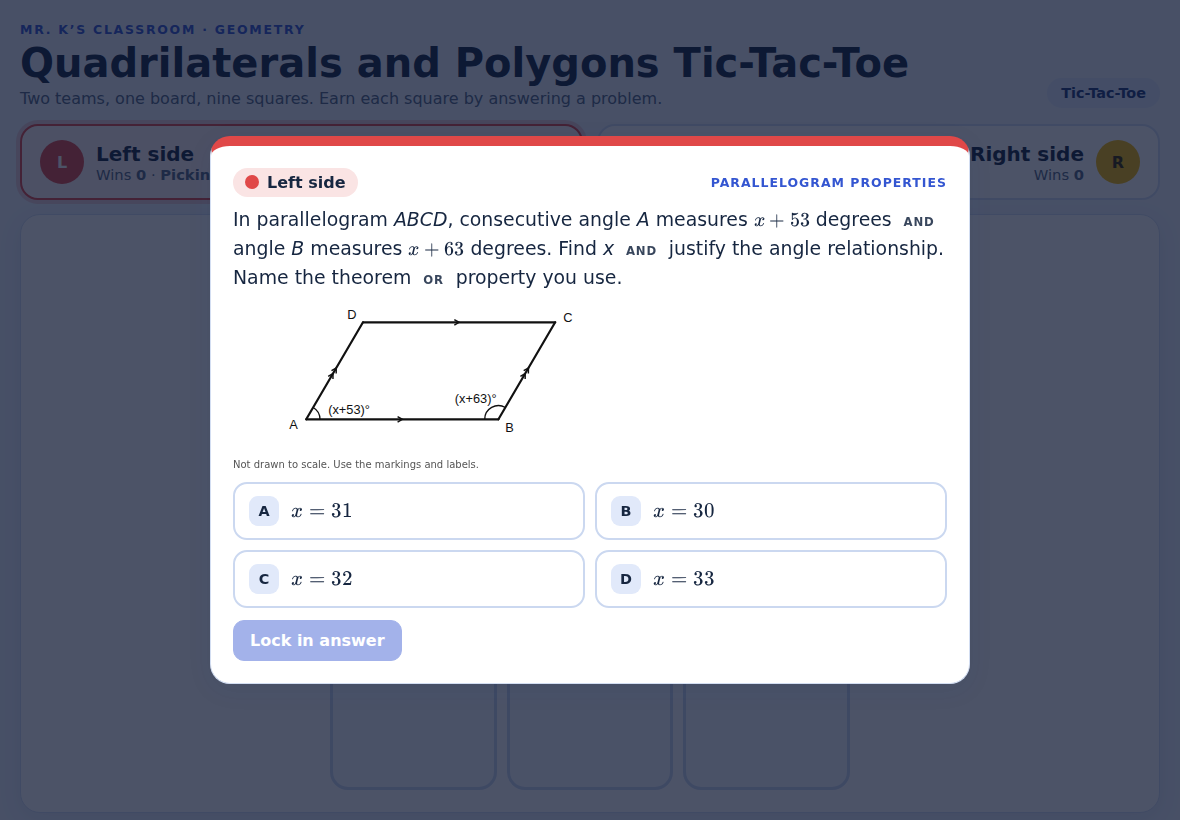 MR. K’S CLASSROOM · GEOMETRY
Quadrilaterals and Polygons Tic-Tac-Toe
Two teams, one board, nine squares. Earn each square by answering a problem.
Tic-Tac-Toe
L
Left side
Wins 0 · Pickin
Right side
Wins 0
R
Left side
PARALLELOGRAM PROPERTIES
In parallelogram ABCD, consecutive angle A measures x + 53 degrees AND
angle B measures x + 63 degrees. Find x AND justify the angle relationship.
Name the theorem OR property you use.
D
C
(x+53)°
(x+63)°
A
B
Not drawn to scale. Use the markings and labels.
A x = 31
B x = 30
C x = 32
D x = 33
Lock in answer